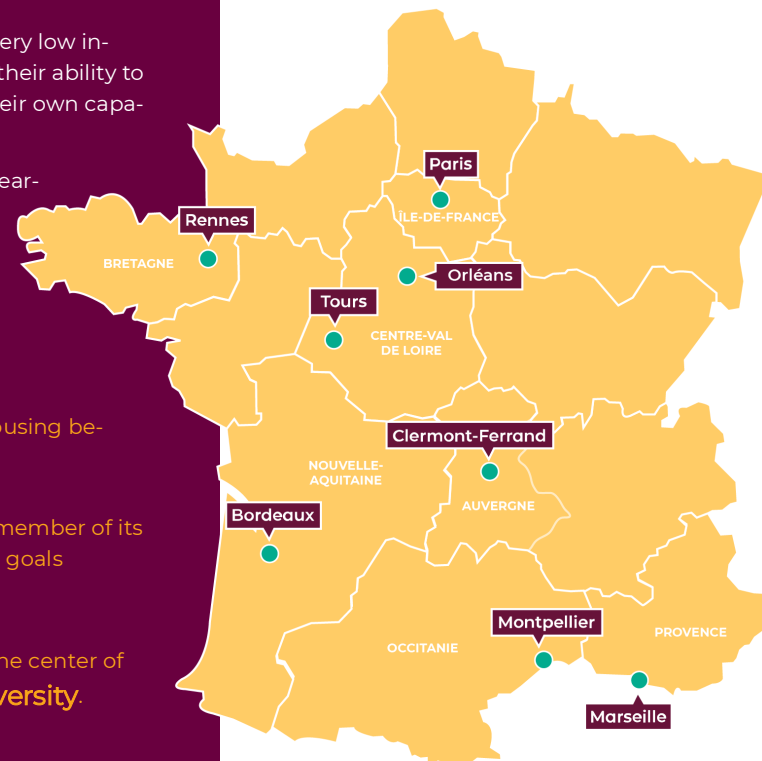 ery low in-
their ability to
eir own capa-
ear-
ousing be-
member of its
goals
he center of
versity.
Paris
ÎLE-DE-FRANCE
Rennes
BRETAGNE
Orléans
Tours
CENTRE-VAL
DE LOIRE
Clermont-Ferrand
NOUVELLE-
AQUITAINE
AUVERGNE
Bordeaux
Montpellier
OCCITANIE
PROVENCE
Marseille